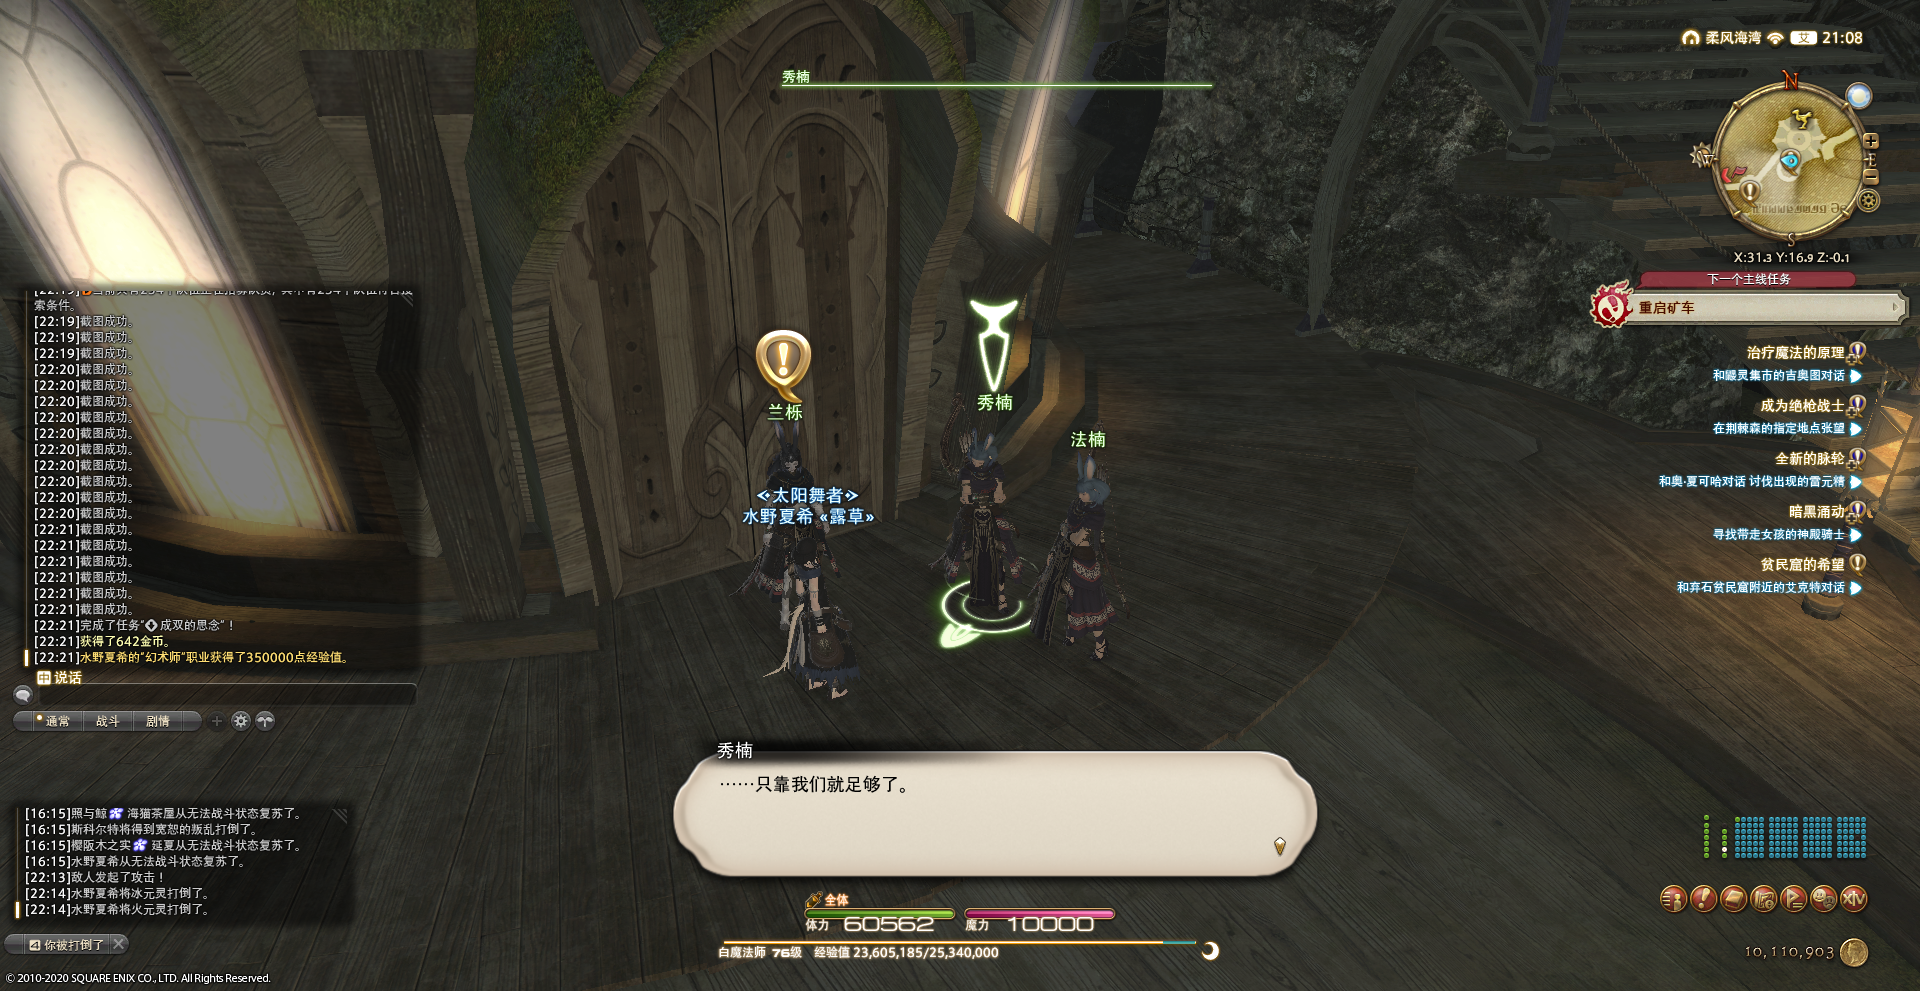 秀楠
柔风海湾 艾 21:08
N
E
S
X:31.3 Y:16.9 Z:-0.1
下一个主线任务
重启矿车
治疗魔法的原理
和鼹灵集市的吉奥图对话
成为绝枪战士
在荆棘森的指定地点张望
全新的脉轮
和奥·夏可哈对话 讨伐出现的雷元精
暗黑涌动
寻找带走女孩的神殿骑士
贫民窟的希望
和弃石贫民窟附近的艾克特对话
兰栎
秀楠
法楠
太阳舞者
水野夏希 «露草»
索条件。
[22:19]截图成功。
[22:19]截图成功。
[22:19]截图成功。
[22:20]截图成功。
[22:20]截图成功。
[22:20]截图成功。
[22:20]截图成功。
[22:20]截图成功。
[22:20]截图成功。
[22:20]截图成功。
[22:20]截图成功。
[22:20]截图成功。
[22:20]截图成功。
[22:21]截图成功。
[22:21]截图成功。
[22:21]截图成功。
[22:21]截图成功。
[22:21]截图成功。
[22:21]截图成功。
[22:21]完成了任务“成双的思念”！
[22:21]获得了642金币。
[22:21]水野夏希的“幻术师”职业获得了350000点经验值。
说话
通常 战斗 剧情
秀楠
……只靠我们就足够了。
[16:15]照与鲸 海猫茶屋从无法战斗状态复苏了。
[16:15]斯科尔特将得到宽恕的叛乱打倒了。
[16:15]樱阪木之实 延夏从无法战斗状态复苏了。
[16:15]水野夏希从无法战斗状态复苏了。
[22:13]敌人发起了攻击！
[22:14]水野夏希将冰元灵打倒了。
[22:14]水野夏希将火元灵打倒了。
4 你被打倒了
全体
体力 60562 魔力 10000
白魔法师 76级 经验值 23,605,185/25,340,000
10,110,903
© 2010-2020 SQUARE ENIX CO., LTD. All Rights Reserved.